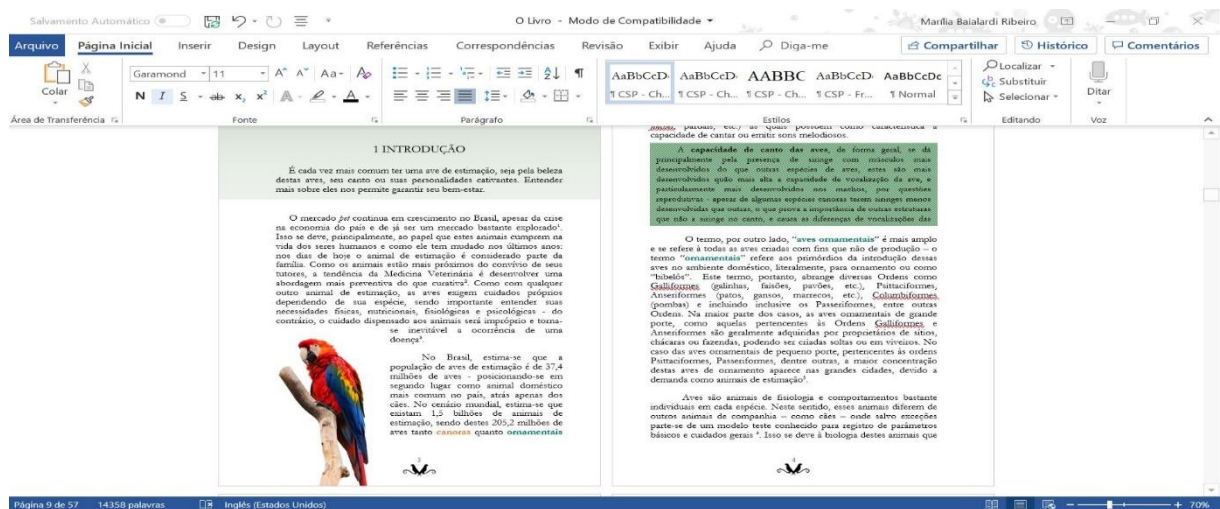 Salvamento Automático
O Livro - Modo de Compatibilidade
Marília Baialardi Ribeiro
Arquivo Página Inicial Inserir Design Layout Referências Correspondências Revisão Exibir Ajuda Diga-me Compartilhar Histórico Comentários
Colar
Garamond 11
N I S ab x₂ x²
AaBbCcD AaBbCcD AABBC AaBbCcD AaBbCcDc
¶ CSP - Ch... ¶ CSP - Ch... ¶ CSP - Ch... ¶ CSP - Fr... ¶ Normal
Localizar
Substituir
Selecionar
Ditar
Área de Transferência Fonte Parágrafo Estilos Editando Voz
1 INTRODUÇÃO
É cada vez mais comum ter uma ave de estimação, seja pela beleza
destas aves, seu canto ou suas personalidades cativantes. Entender
mais sobre eles nos permite garantir seu bem-estar.
O mercado pet continua em crescimento no Brasil, apesar da crise
na economia do país e de já ser um mercado bastante explorado¹.
Isso se deve, principalmente, ao papel que estes animais cumprem na
vida dos seres humanos e como ele tem mudado nos últimos anos:
nos dias de hoje o animal de estimação é considerado parte da
família. Como os animais estão mais próximos do convívio de seus
tutores, a tendência da Medicina Veterinária é desenvolver uma
abordagem mais preventiva do que curativa². Como com qualquer
outro animal de estimação, as aves exigem cuidados próprios
dependendo de sua espécie, sendo importante entender suas
necessidades físicas, nutricionais, fisiológicas e psicológicas - do
contrário, o cuidado dispensado aos animais será impróprio e torna-
se inevitável a ocorrência de uma
doença³.
No Brasil, estima-se que a
população de aves de estimação é de 37,4
milhões de aves - posicionando-se em
segundo lugar como animal doméstico
mais comum no país, atrás apenas dos
cães. No cenário mundial, estima-se que
existam 1,5 bilhões de animais de
estimação, sendo destes 205,2 milhões de
aves tanto canoras quanto ornamentais
3
pardais, etc.) as quais possuem como característica a
capacidade de cantar ou emitir sons melodiosos.
A capacidade de canto das aves, de forma geral, se dá
principalmente pela presença de siringe com músculos mais
desenvolvidos do que outras espécies de aves, estes são mais
desenvolvidos quão mais alta a capacidade de vocalização da ave, e
particularmente mais desenvolvidos nos machos, por questões
reprodutivas - apesar de algumas espécies canoras terem siringes menos
desenvolvidas que outras, o que prova a importância de outras estruturas
que não a siringe no canto, e causa as diferenças de vocalizações das
O termo, por outro lado, "aves ornamentais" é mais amplo
e se refere à todas as aves criadas com fins que não de produção – o
termo "ornamentais" refere aos primórdios da introdução dessas
aves no ambiente doméstico, literalmente, para ornamento ou como
"bibelôs". Este termo, portanto, abrange diversas Ordens como
Galliformes (galinhas, faisões, pavões, etc.), Psittaciformes,
Anseriformes (patos, gansos, marrecos, etc.), Columbiformes
(pombas) e incluindo inclusive os Passeriformes, entre outras
Ordens. Na maior parte dos casos, as aves ornamentais de grande
porte, como aquelas pertencentes às Ordens Galliformes e
Anseriformes são geralmente adquiridas por proprietários de sítios,
chácaras ou fazendas, podendo ser criadas soltas ou em viveiros. No
caso das aves ornamentais de pequeno porte, pertencentes às ordens
Psittaciformes, Passeriformes, dentre outras, a maior concentração
destas aves de ornamento aparece nas grandes cidades, devido a
demanda como animais de estimação³.
Aves são animais de fisiologia e comportamentos bastante
individuais em cada espécie. Neste sentido, esses animais diferem de
outros animais de companhia – como cães – onde salvo exceções
parte-se de um modelo teste conhecido para registro de parâmetros
básicos e cuidados gerais ⁴. Isso se deve à biologia destes animais que
4
Página 9 de 57 14358 palavras Inglês (Estados Unidos) 70%